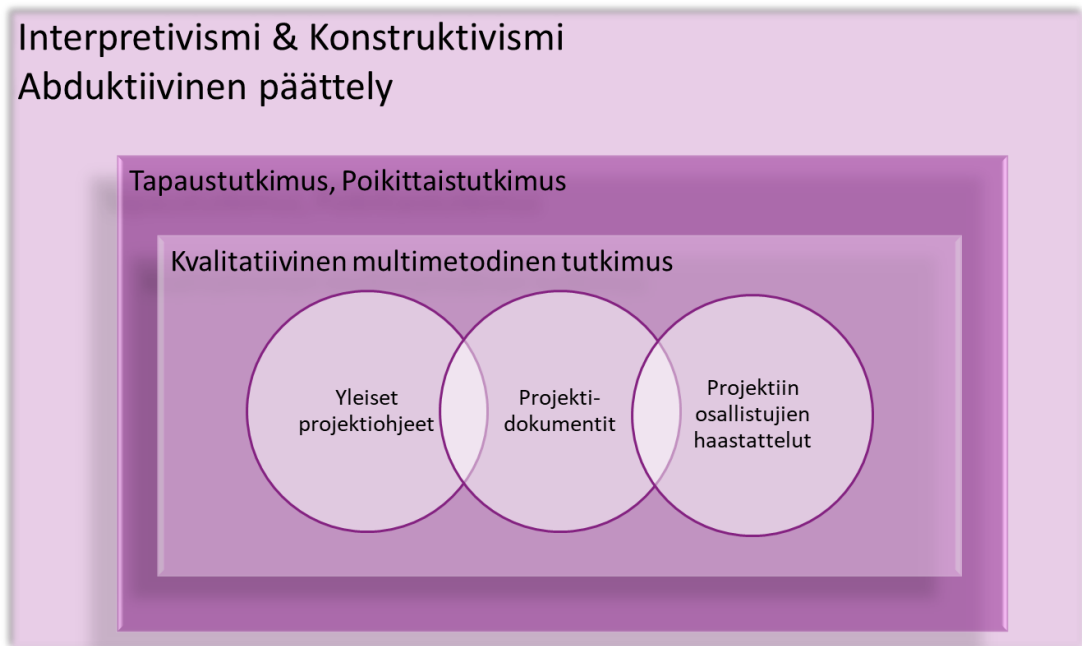 Interpretivismi & Konstruktivismi
Abduktiivinen päättely
Tapaustutkimus, Poikittaistutkimus
Kvalitatiivinen multimetodinen tutkimus
Yleiset
projektiohjeet
Projekti-
dokumentit
Projektiin
osallistujien
haastattelut